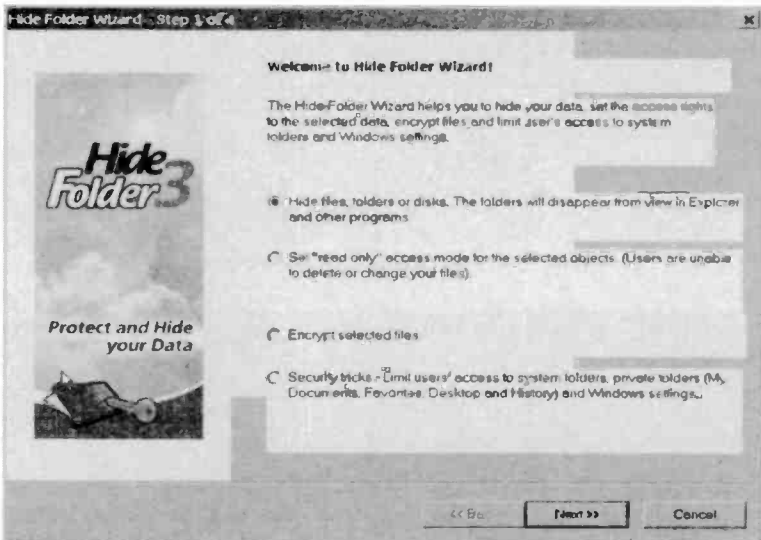 Hide Folder Wizard - Step 1 of 4
Welcome to Hide Folder Wizard!
The Hide-Folder Wizard helps you to hide your data, set the access rights
to the selected data, encrypt files and limit user's access to system
folders and Windows settings.
Hide Folder 3
Hide files, folders or disks. The folders will disappear from view in Explorer
and other programs
Set "read only" access mode for the selected objects. (Users are unable
to delete or change your files)
Protect and Hide
your Data
Encrypt selected files
Security tricks - Limit users' access to system folders, private folders (My
Documents, Favorites, Desktop and History) and Windows settings...
<<
Next >>
Cancel